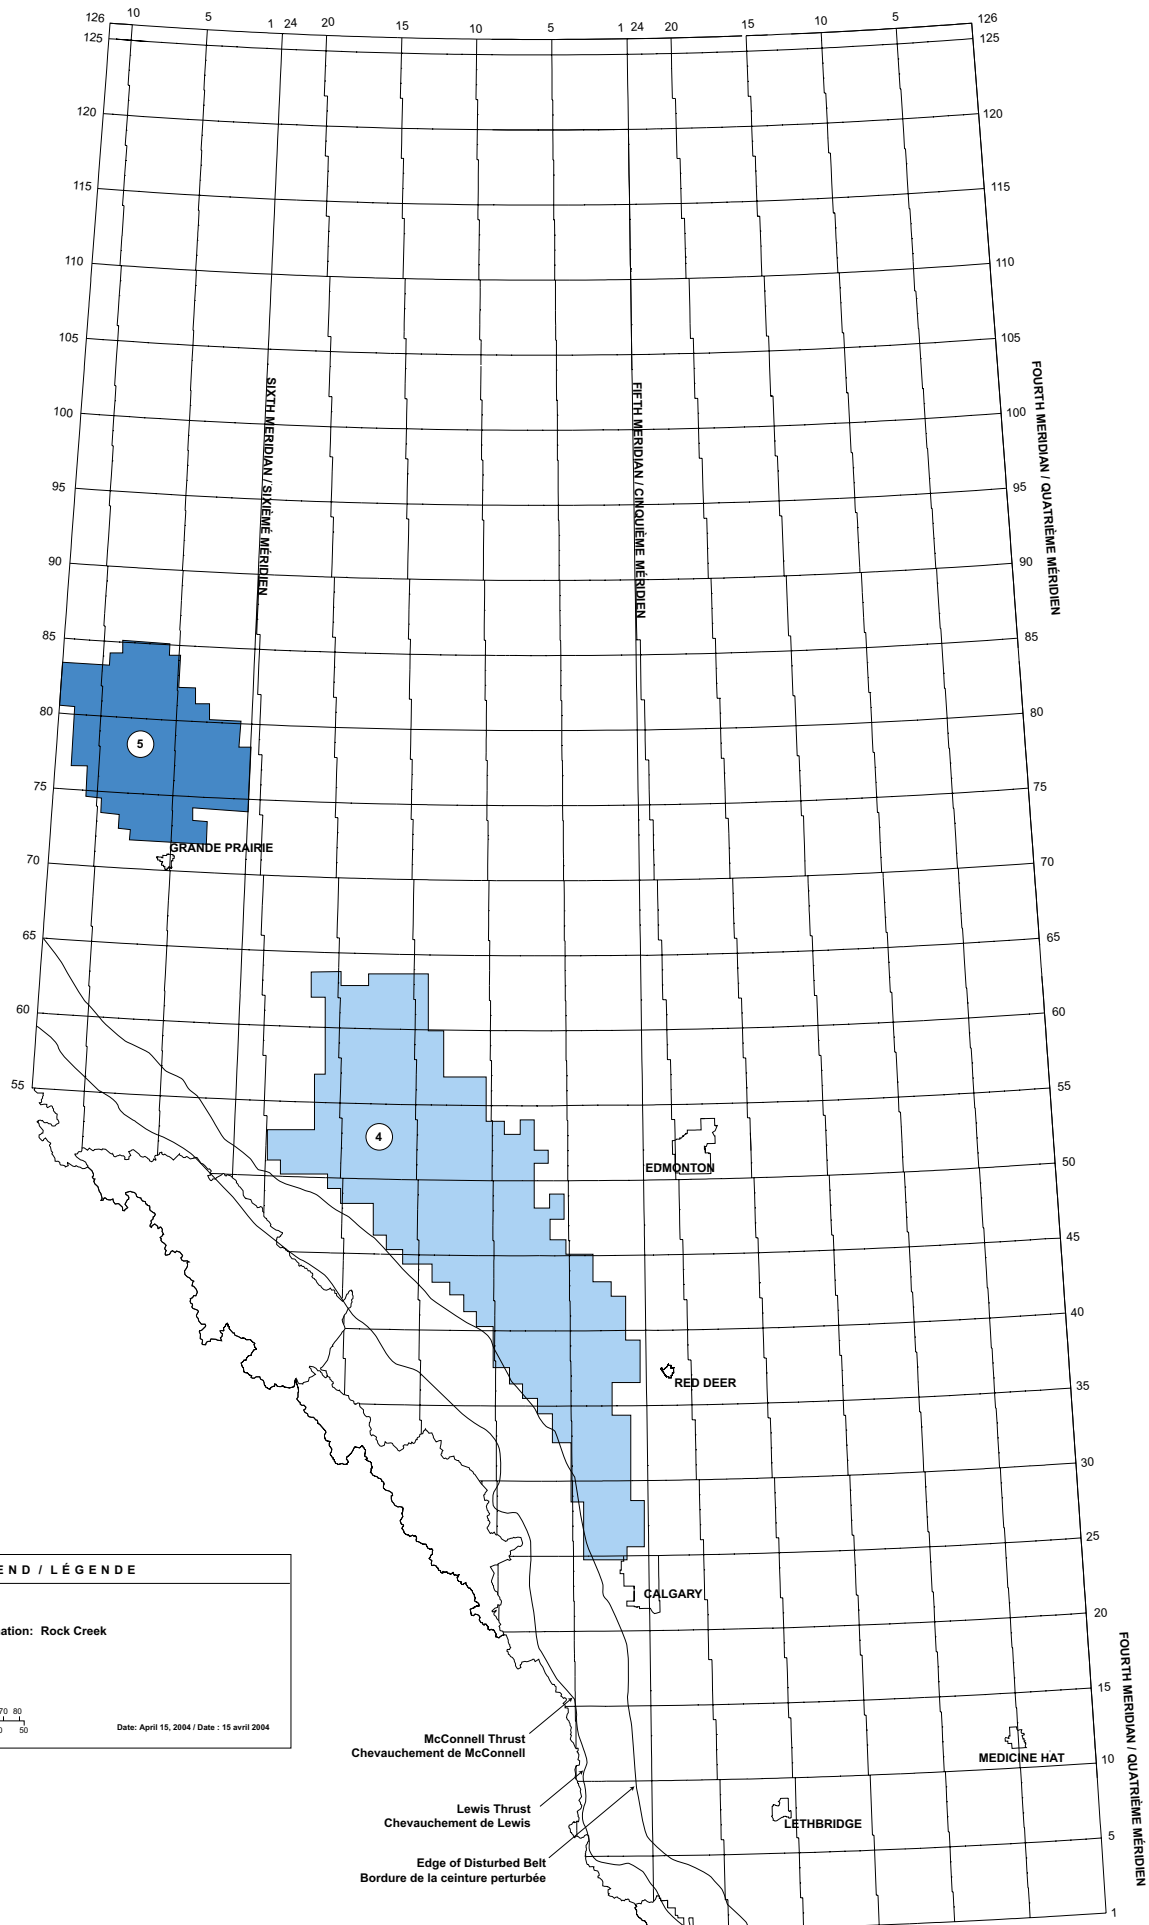 126 10 5 1 24 20 15 10 5 1 24 20 15 10 5 126
125 125
120 120
115 115
110 110
105 105
100 100
95 95
90 90
85 85
80 80
75 75
70 70
65 65
60 60
55 55
50
45
40
35
30
25
20
15
10
5
1
SIXTH MERIDIAN / SIXIÈME MÉRIDIEN
FIFTH MERIDIAN / CINQUIÈME MÉRIDIEN
FOURTH MERIDIAN / QUATRIÈME MÉRIDIEN
5
GRANDE PRAIRIE
4
EDMONTON
RED DEER
CALGARY
MEDICINE HAT
LETHBRIDGE
FOURTH MERIDIAN / QUATRIÈME MÉRIDIEN
McConnell Thrust
Chevauchement de McConnell
Lewis Thrust
Chevauchement de Lewis
Edge of Disturbed Belt
Bordure de la ceinture perturbée
END / LÉGENDE
ation: Rock Creek
70 80
0 50
Date: April 15, 2004 / Date : 15 avril 2004